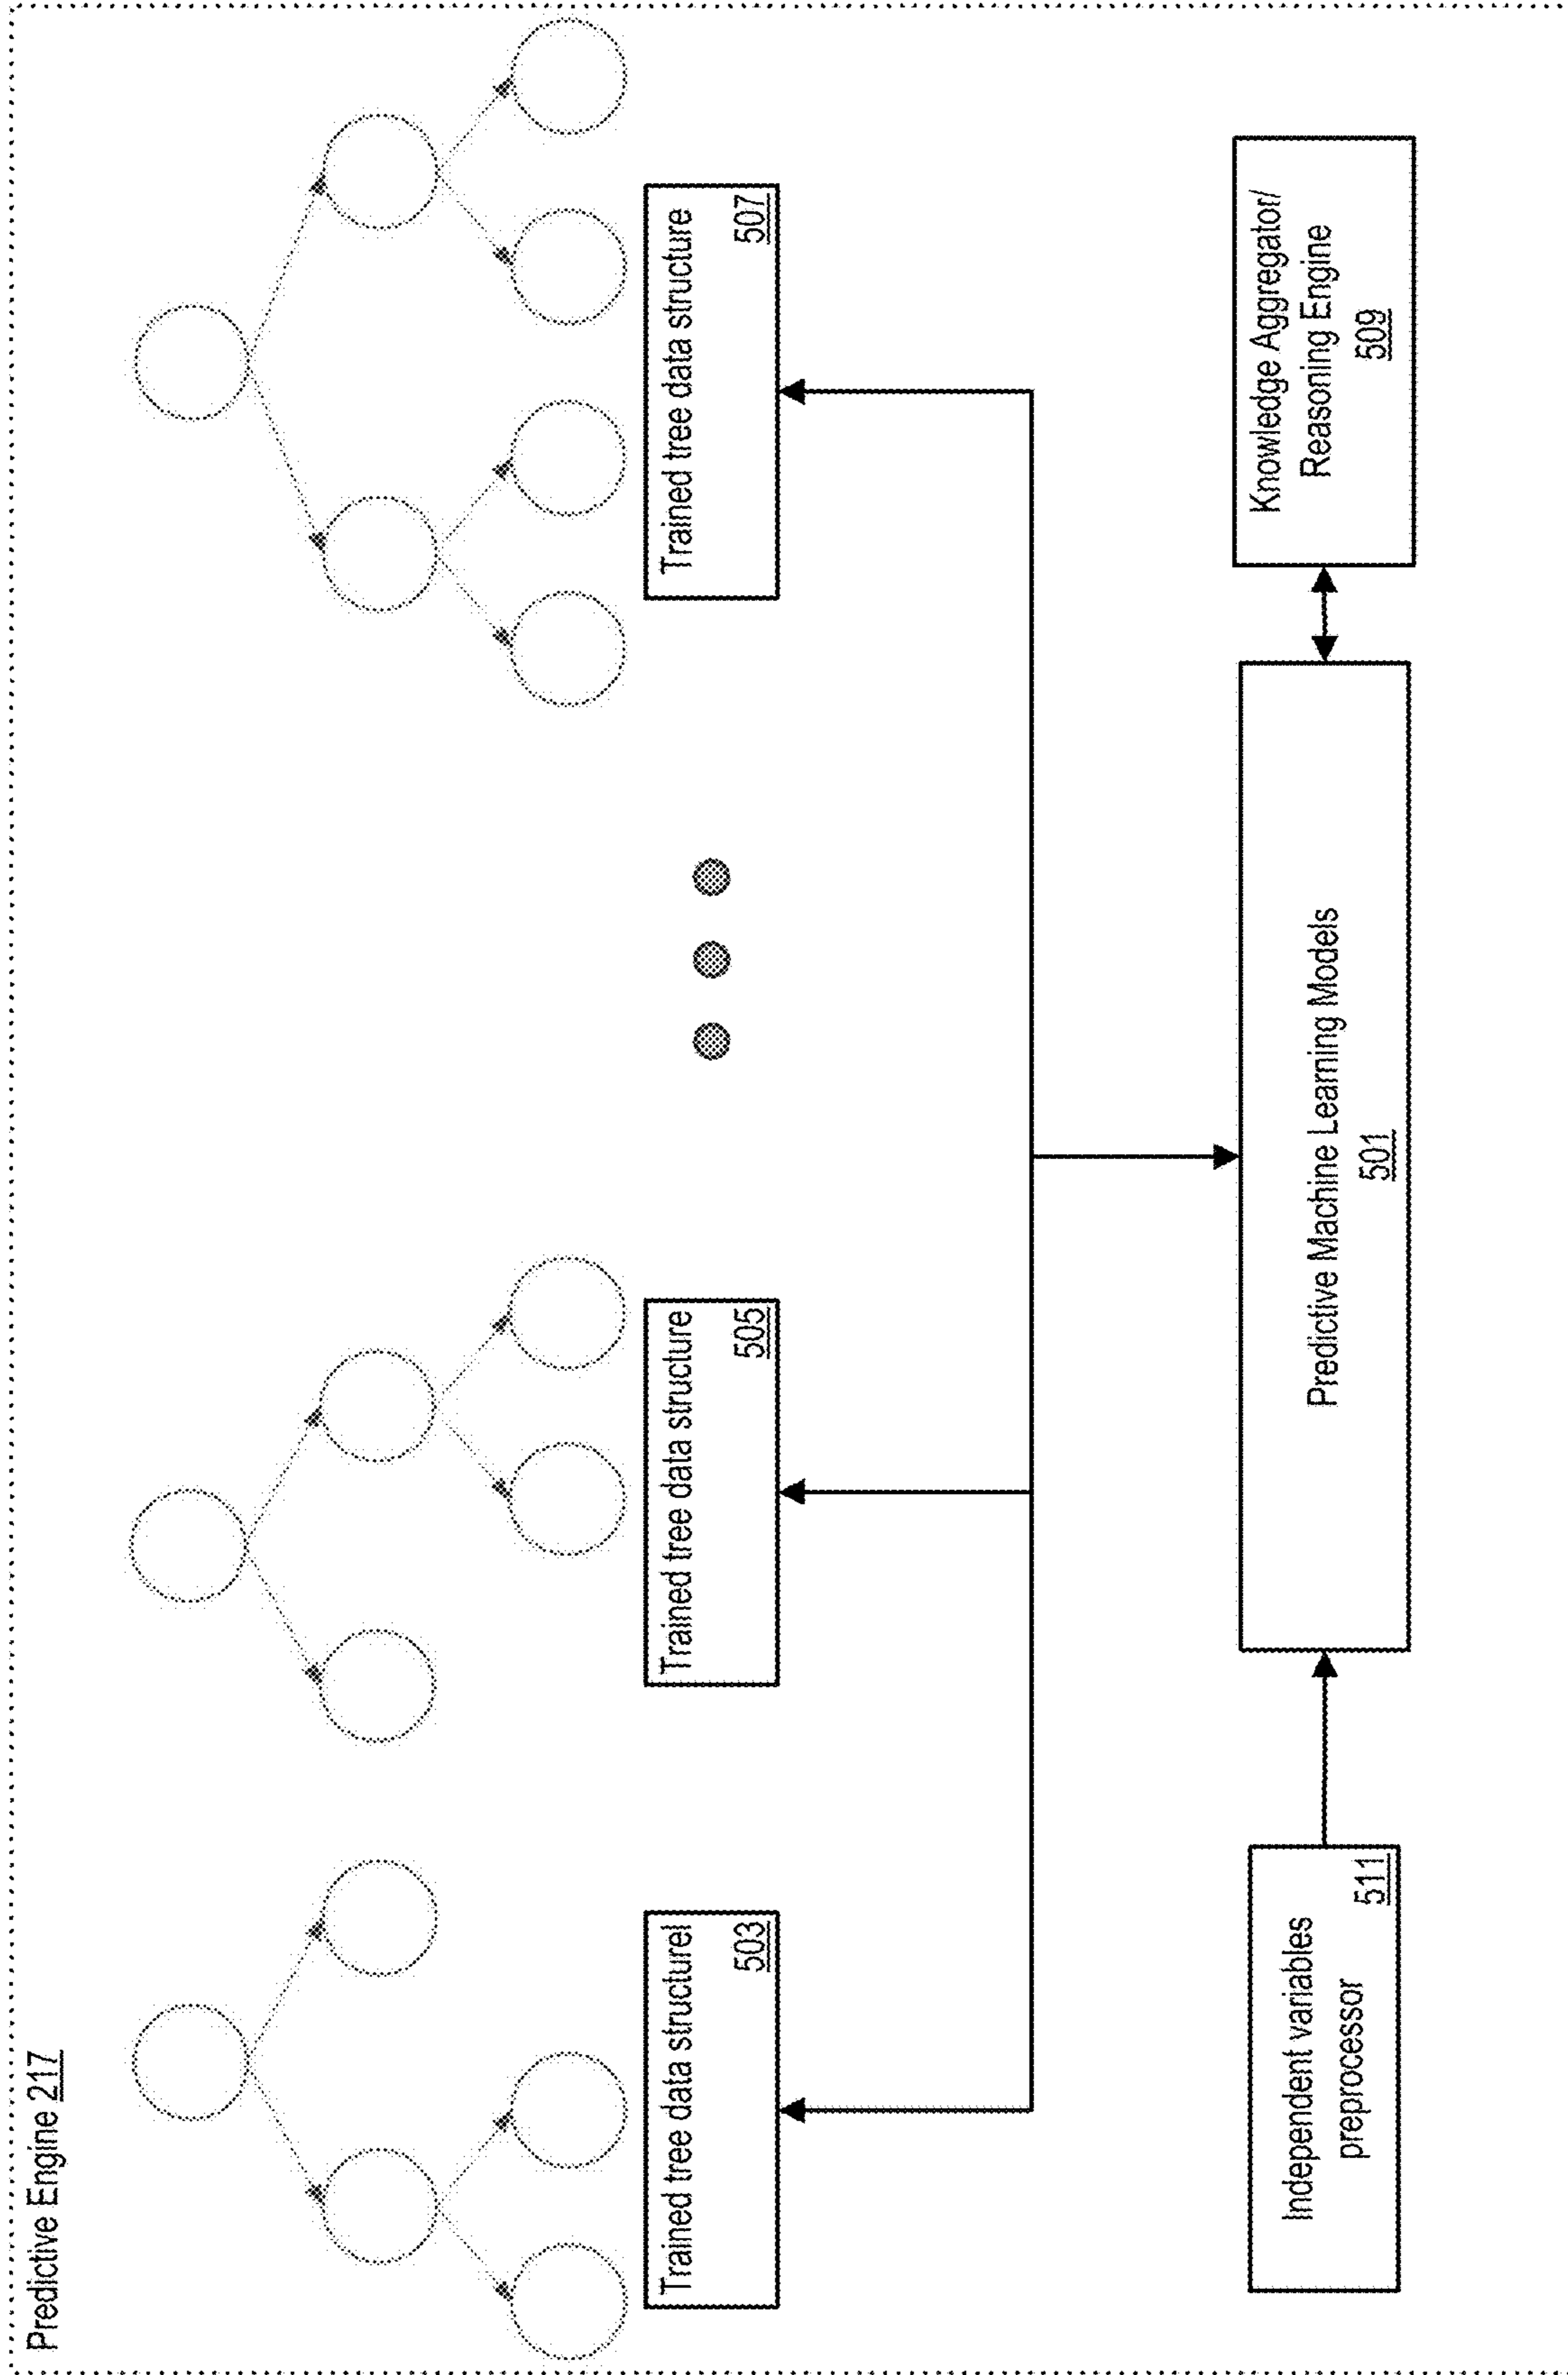 Predictive Engine 217
Trained tree data structurel
503
Trained tree data structure
505
Trained tree data structure
507
Independent variables
preprocessor
511
Predictive Machine Learning Models
501
Knowledge Aggregator/
Reasoning Engine
509